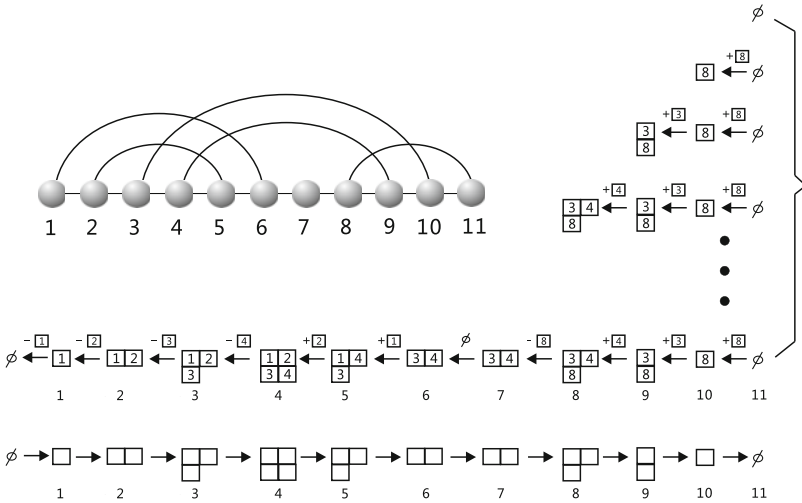 ϕ
+ 8
8 ϕ
+ 3 + 8
3 8 ϕ
8
+ 4 + 3 + 8
3 4 3 8 ϕ
8 8
1 2 3 4 5 6 7 8 9 10 11
− 1 − 2 − 3 − 4 + 2 + 1 ϕ − 8 + 4 + 3 + 8
ϕ 1 1 2 1 2 1 2 1 4 3 4 3 4 3 4 3 8 ϕ
3 3 4 3 8 8
1 2 3 4 5 6 7 8 9 10 11
ϕ ϕ
1 2 3 4 5 6 7 8 9 10 11